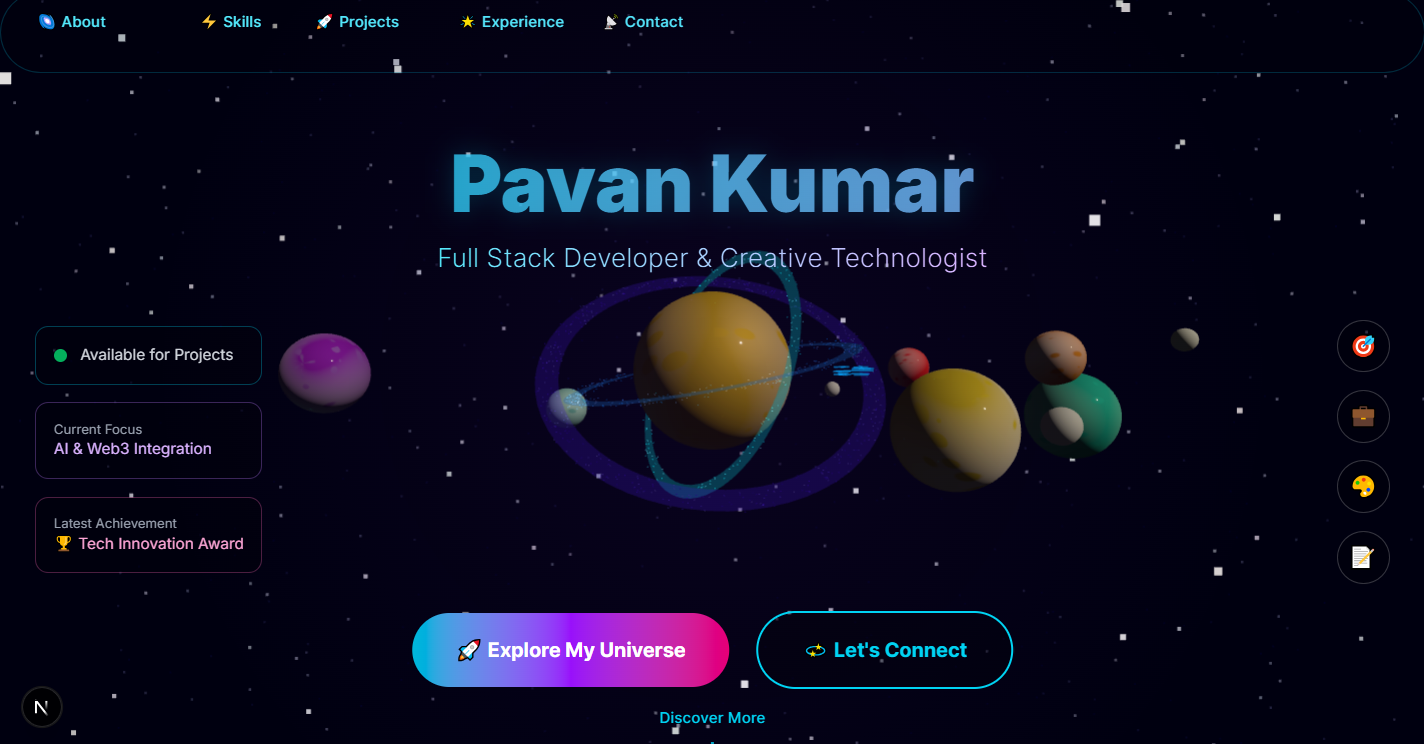 About Skills Projects Experience Contact
Pavan Kumar
Full Stack Developer & Creative Technologist
Available for Projects
Current Focus
AI & Web3 Integration
Latest Achievement
Tech Innovation Award
Explore My Universe
Let's Connect
Discover More
N